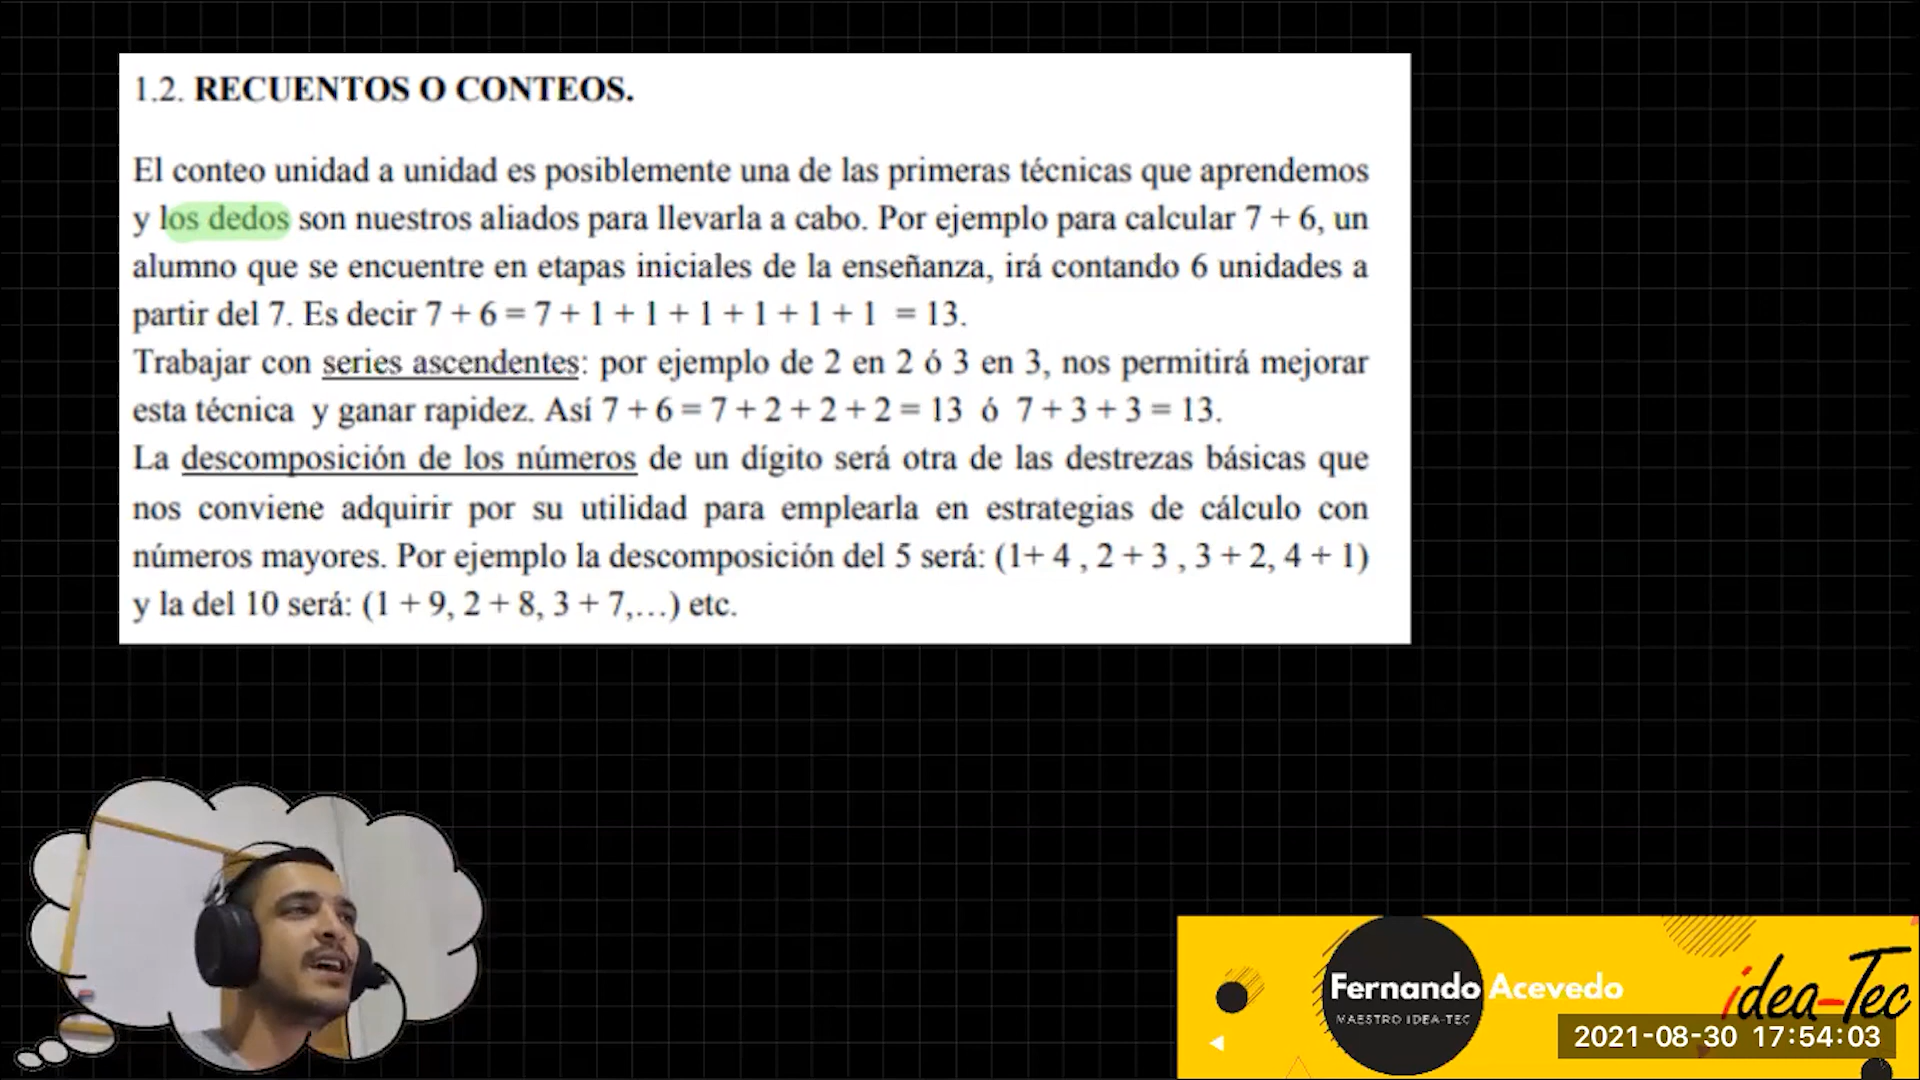 1.2. RECUENTOS O CONTEOS.
El conteo unidad a unidad es posiblemente una de las primeras técnicas que aprendemos
y los dedos son nuestros aliados para llevarla a cabo. Por ejemplo para calcular 7 + 6, un
alumno que se encuentre en etapas iniciales de la enseñanza, irá contando 6 unidades a
partir del 7. Es decir 7 + 6 = 7 + 1 + 1 + 1 + 1 + 1 + 1 = 13.
Trabajar con series ascendentes: por ejemplo de 2 en 2 ó 3 en 3, nos permitirá mejorar
esta técnica y ganar rapidez. Así 7 + 6 = 7 + 2 + 2 + 2 = 13 ó 7 + 3 + 3 = 13.
La descomposición de los números de un dígito será otra de las destrezas básicas que
nos conviene adquirir por su utilidad para emplearla en estrategias de cálculo con
números mayores. Por ejemplo la descomposición del 5 será: (1+ 4 , 2 + 3 , 3 + 2, 4 + 1)
y la del 10 será: (1 + 9, 2 + 8, 3 + 7,…) etc.
Fernando Acevedo
MAESTRO IDEA-TEC
idea-Tec
2021-08-30 17:54:03